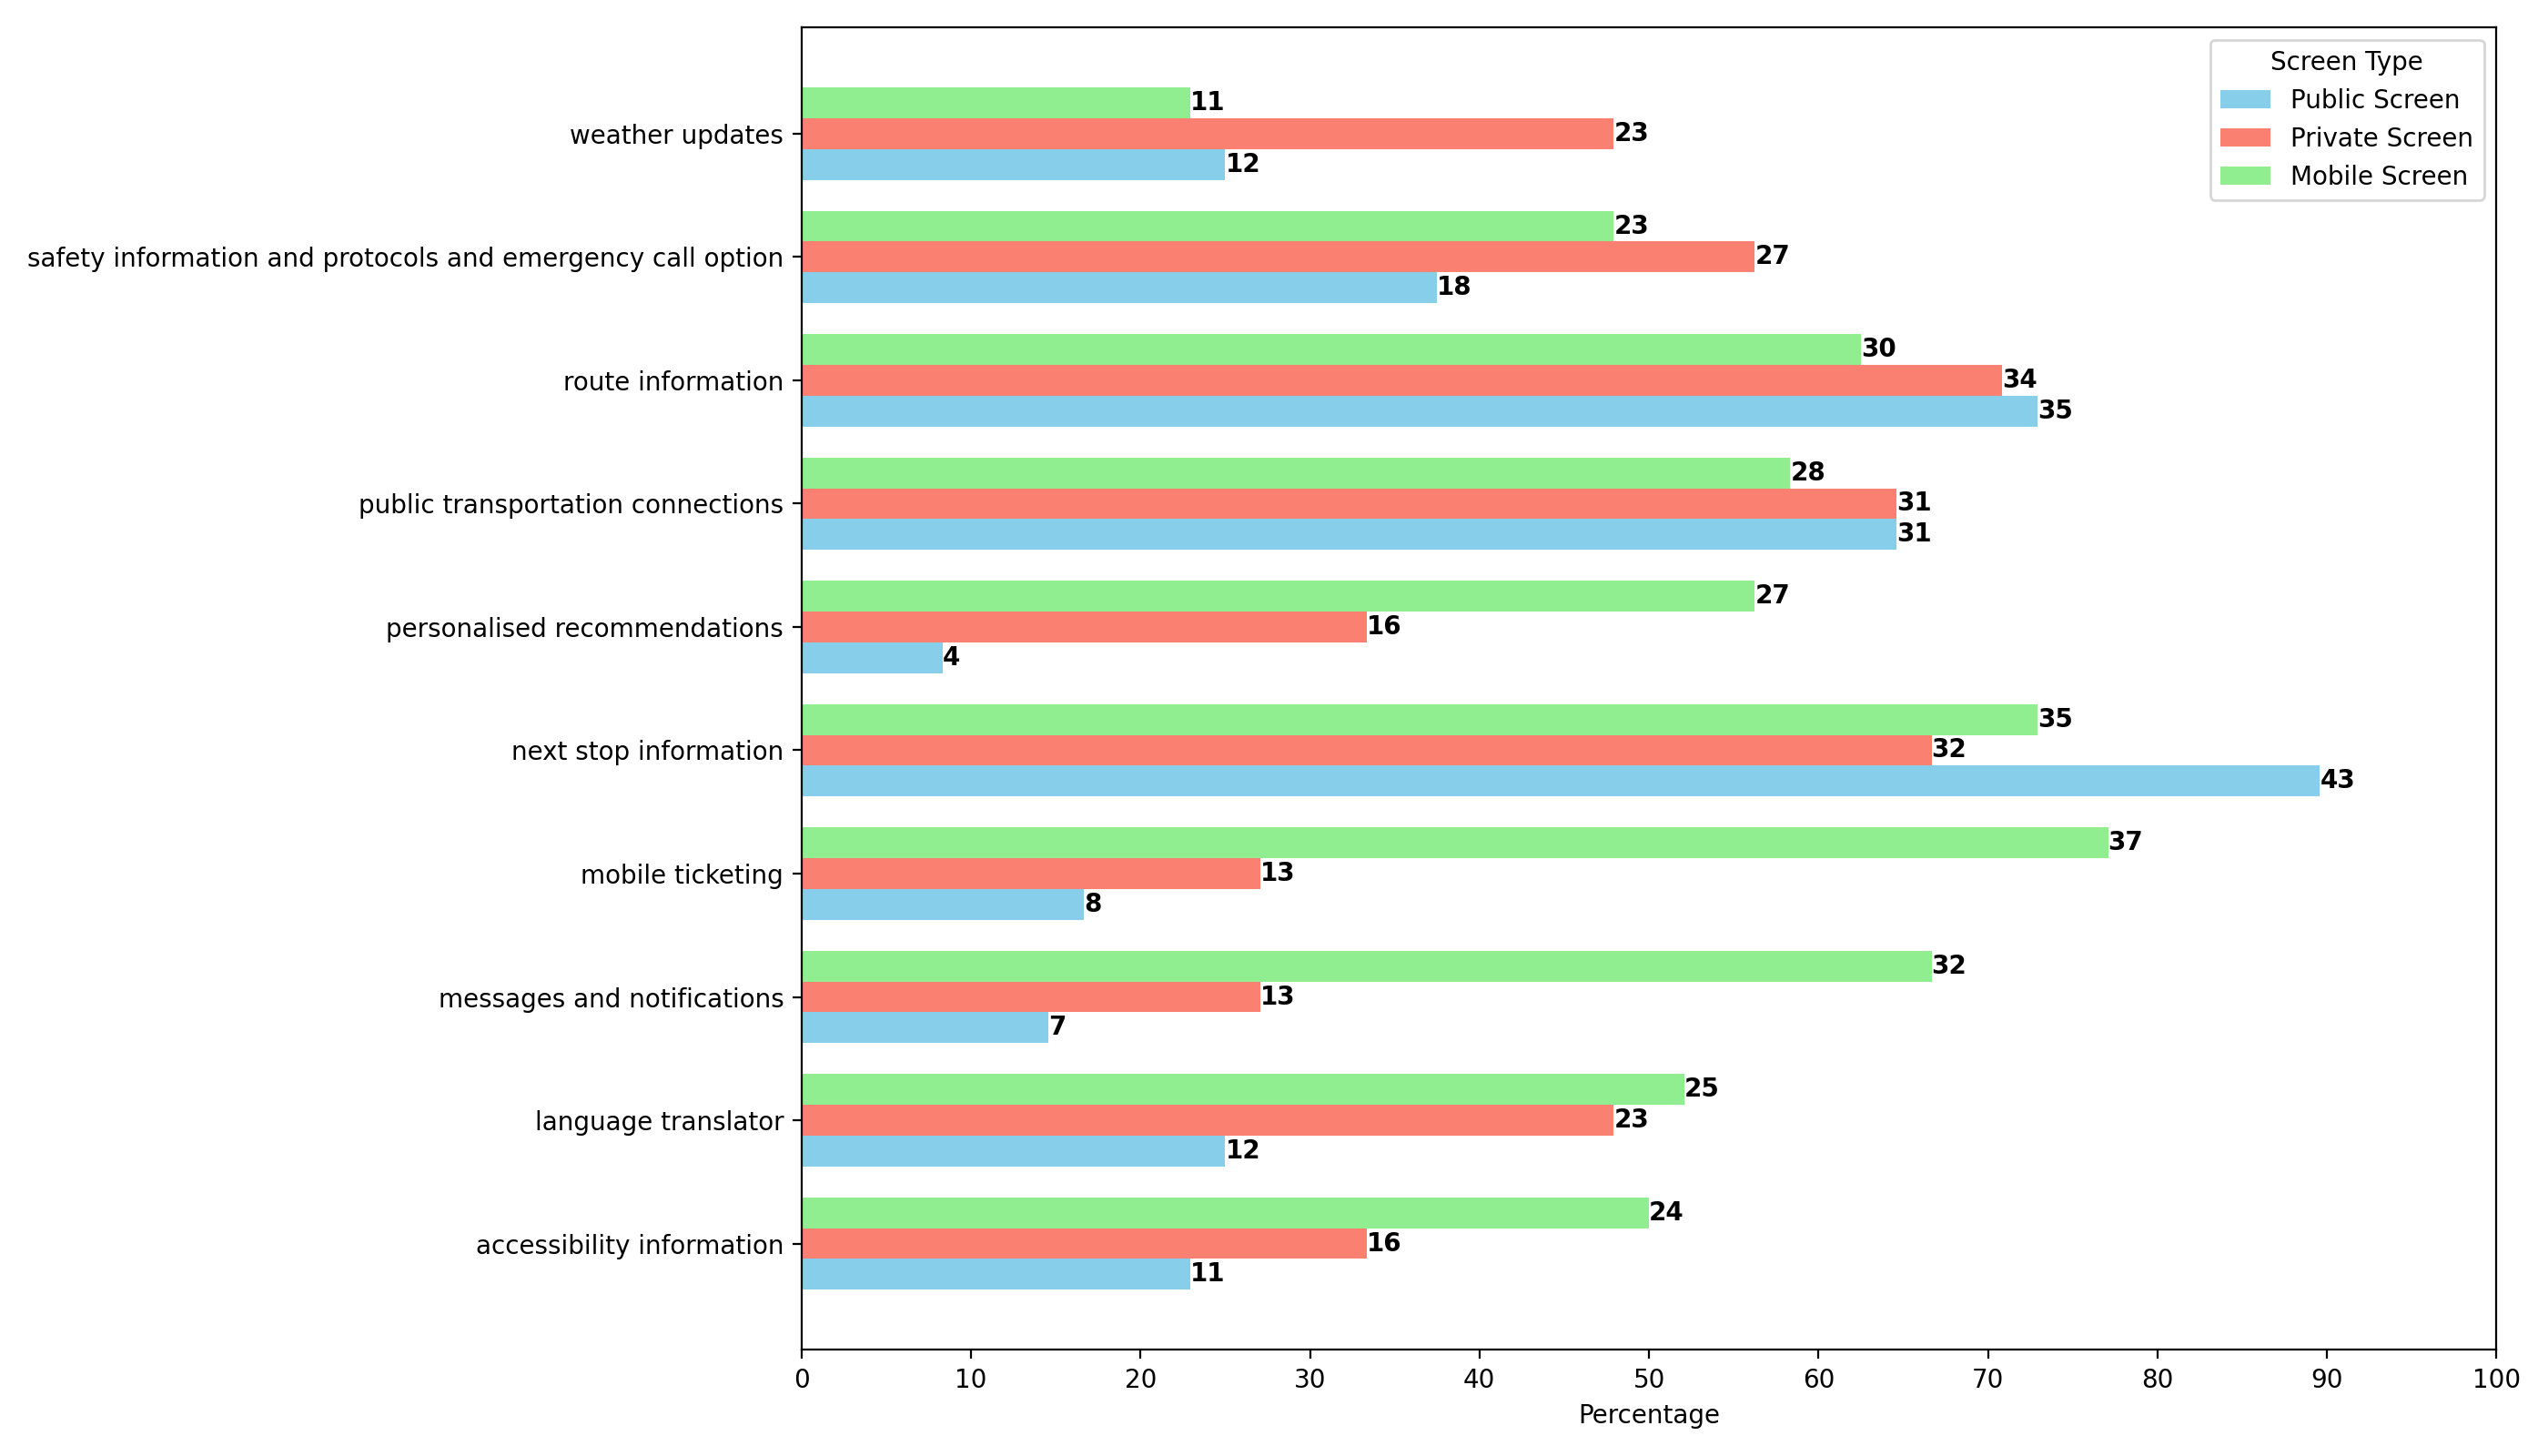 Screen Type
Public Screen
Private Screen
Mobile Screen
weather updates
11
23
12
safety information and protocols and emergency call option
23
27
18
route information
30
34
35
public transportation connections
28
31
31
personalised recommendations
27
16
4
next stop information
35
32
43
mobile ticketing
37
13
8
messages and notifications
32
13
7
language translator
25
23
12
accessibility information
24
16
11
0 10 20 30 40 50 60 70 80 90 100
Percentage